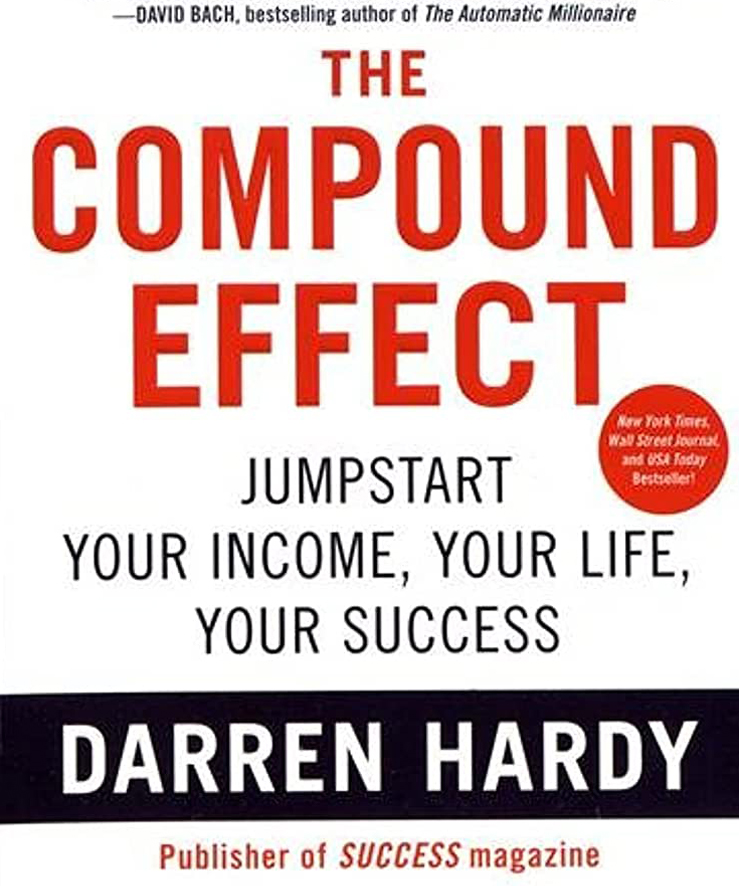 —DAVID BACH, bestselling author of The Automatic Millionaire
THE
COMPOUND
EFFECT
New York Times,
Wall Street Journal,
and USA Today
Bestseller!
JUMPSTART
YOUR INCOME, YOUR LIFE,
YOUR SUCCESS
DARREN HARDY
Publisher of SUCCESS magazine